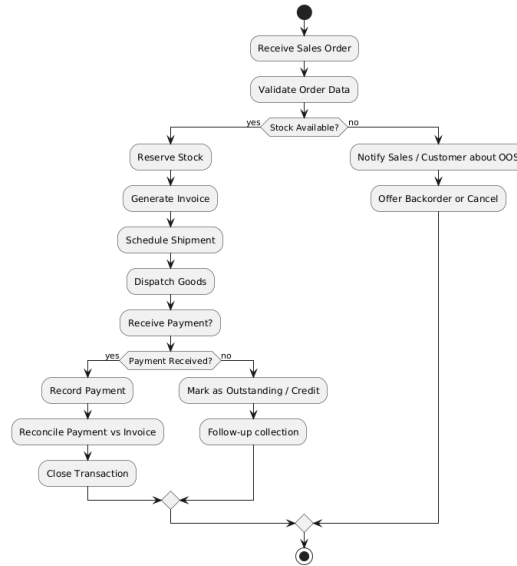 Receive Sales Order
Validate Order Data
yes
Stock Available?
no
Reserve Stock
Notify Sales / Customer about OOS
Generate Invoice
Offer Backorder or Cancel
Schedule Shipment
Dispatch Goods
Receive Payment?
yes
Payment Received?
no
Record Payment
Mark as Outstanding / Credit
Reconcile Payment vs Invoice
Follow-up collection
Close Transaction